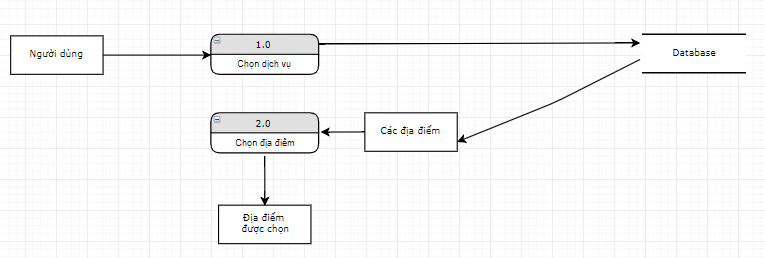 1.0
Người dùng
Chọn dịch vụ
Database
2.0
Các địa điểm
Chọn địa điểm
Địa điểm
được chọn